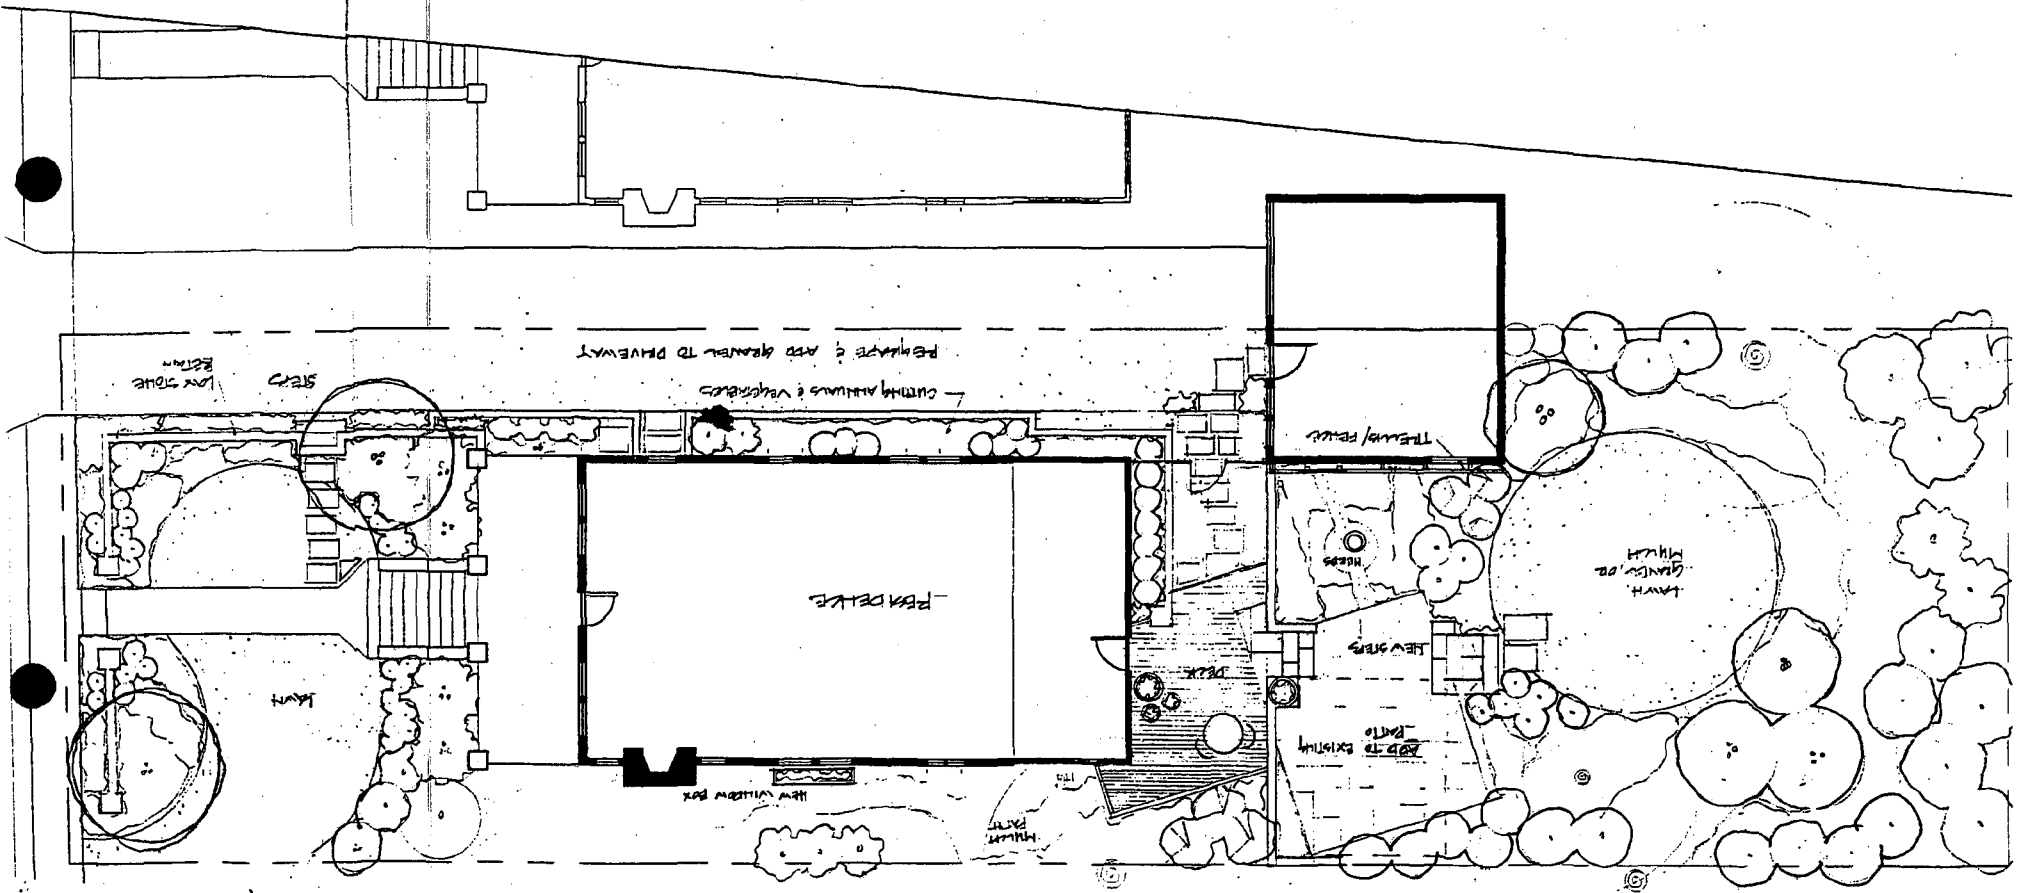 MULCH
PATH
NEW WINDOW BOX
ADD TO EXISTING
PATIO
LAWN
DECK
NEW STEPS
RESIDENCE
LAWN,
GRAVEL, OR
MULCH
HERBS
TRELLIS/FENCE
CUTTING ANNUALS & VEGETABLES
STEPS
LOW STONE
RETAIN
RESHAPE & ADD GRAVEL TO DRIVEWAY